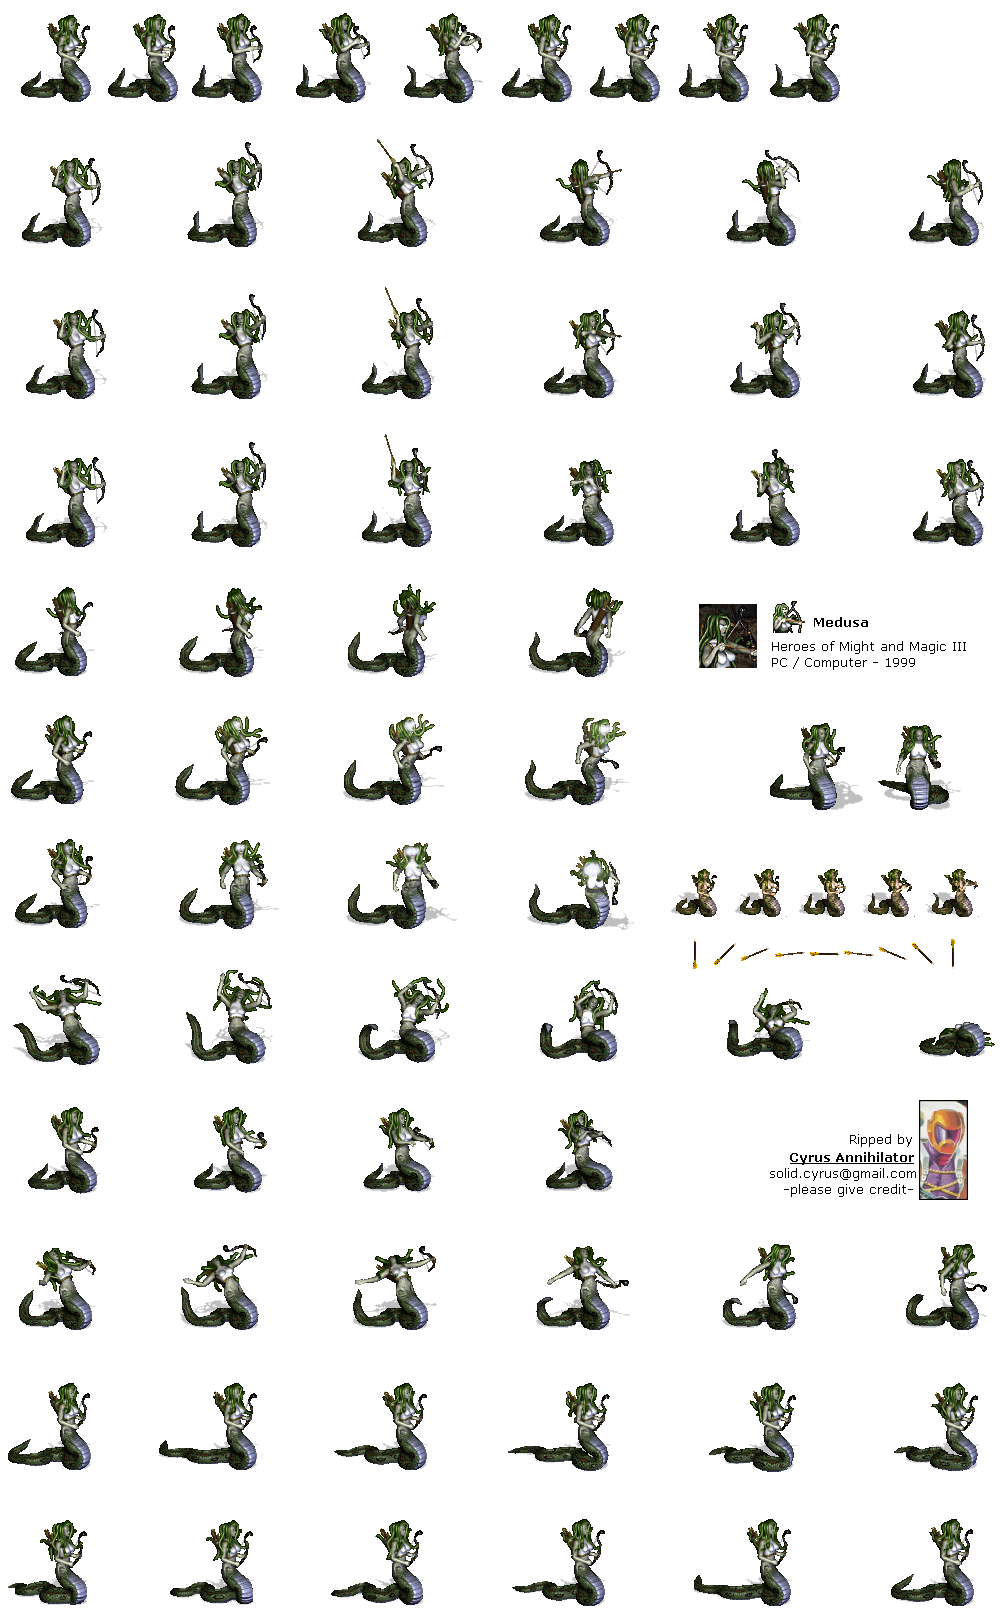 Medusa
Heroes of Might and Magic III
PC / Computer - 1999
Ripped by
Cyrus Annihilator
solid.cyrus@gmail.com
-please give credit-